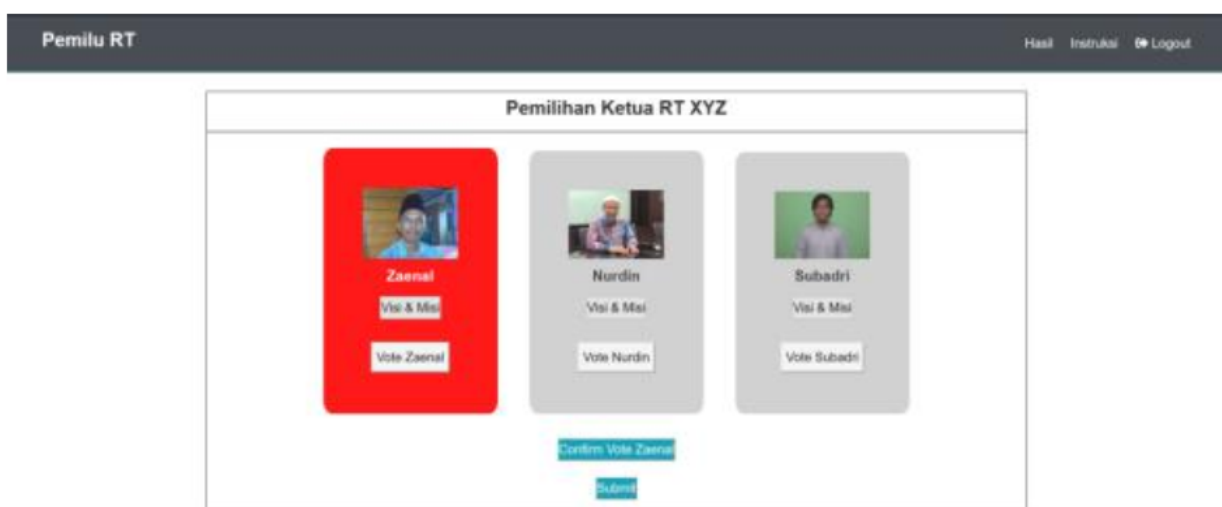 Pemilu RT
Hasil Instruksi Logout
Pemilihan Ketua RT XYZ
Zaenal
Visi & Misi
Vote Zaenal
Nurdin
Visi & Misi
Vote Nurdin
Subadri
Visi & Misi
Vote Subadri
Confirm Vote Zaenal
Submit